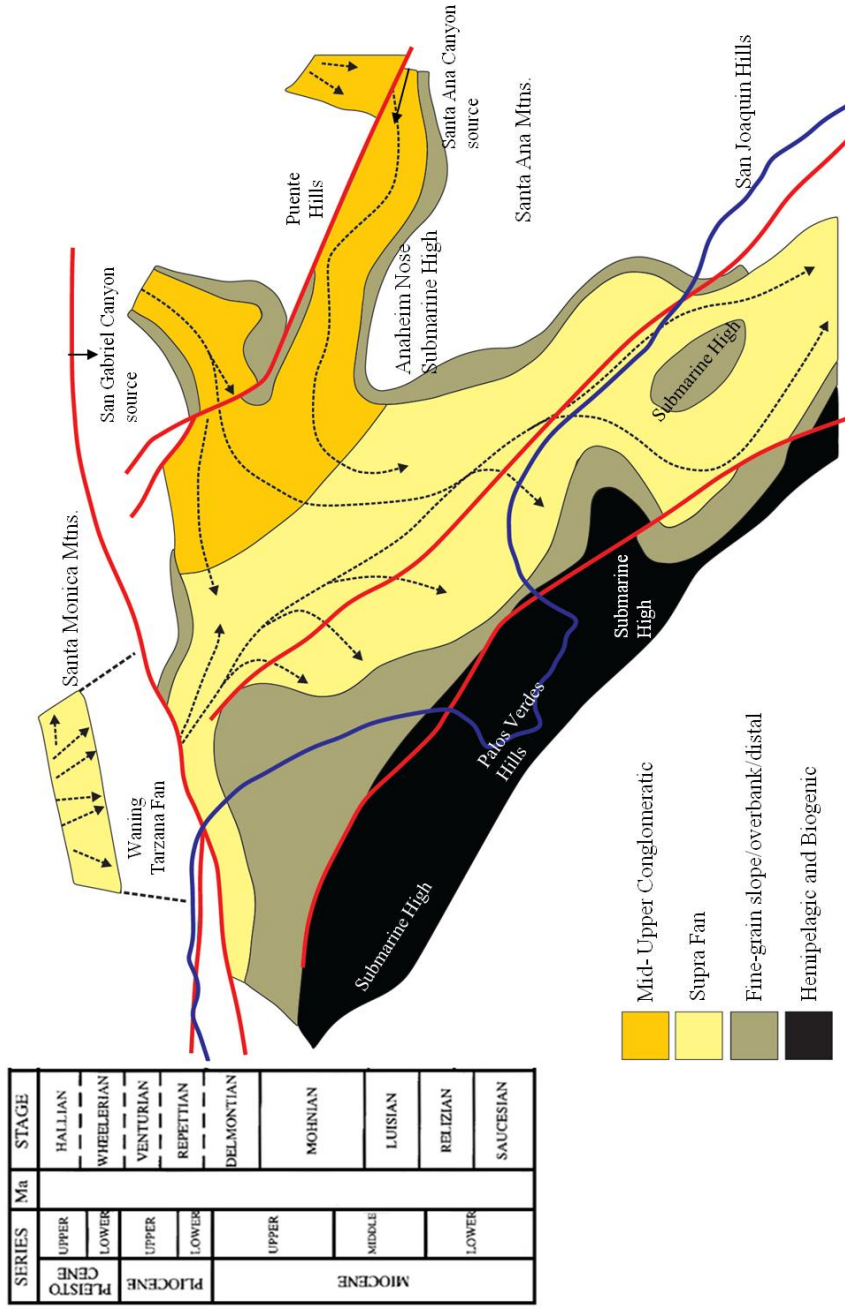 SERIES
Ma
STAGE
PLEISTO
CENE
UPPER
LOWER
HALLIAN
WHEELERIAN
PLIOCENE
UPPER
LOWER
VENTURIAN
REPETTIAN
MIOCENE
UPPER
MIDDLE
LOWER
DELMONTIAN
MOHNIAN
LUISIAN
RELIZIAN
SAUCESIAN
Santa Monica Mtns.
Waning
Tarzana Fan
San Gabriel Canyon
source
Puente
Hills
Santa Ana Canyon
source
Anaheim Nose
Submarine High
Santa Ana Mtns.
San Joaquin Hills
Submarine High
Submarine
High
Palos Verdes
Hills
Submarine High
Mid- Upper Conglomeratic
Supra Fan
Fine-grain slope/overbank/distal
Hemipelagic and Biogenic